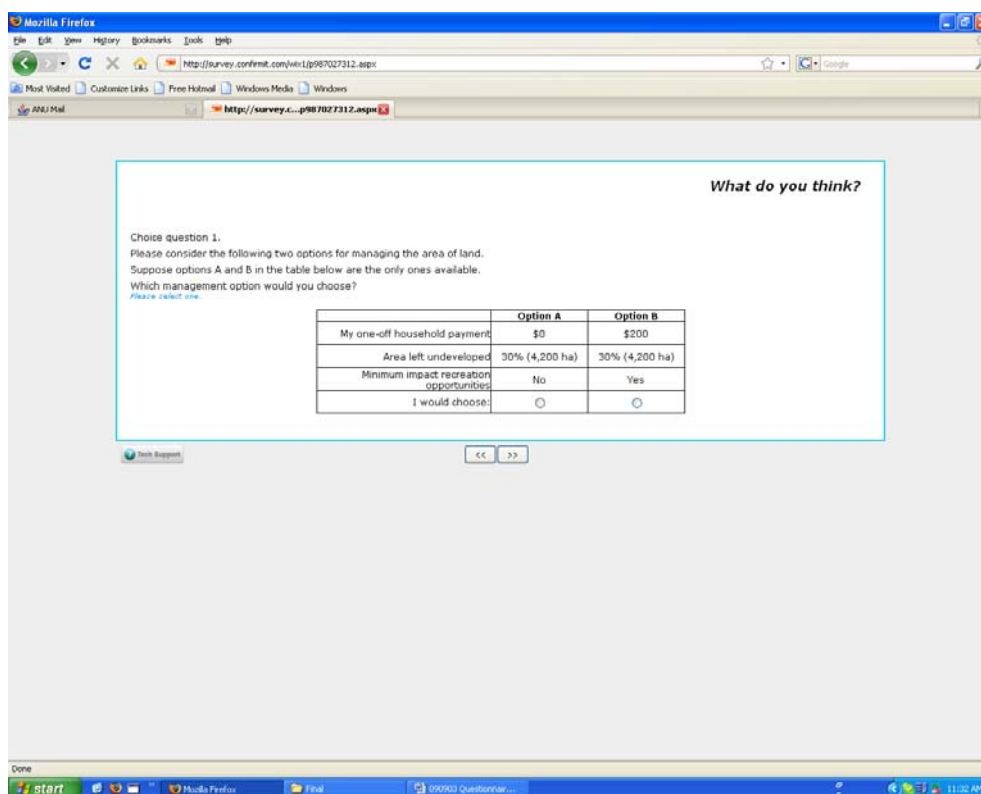 Mozilla Firefox
File Edit View History Bookmarks Tools Help
http://survey.confirmit.com/wix1/p987027312.aspx
Google
Most Visited Customize Links Free Hotmail Windows Media Windows
ANU Mail http://survey.c...p987027312.aspx
What do you think?
Choice question 1.
Please consider the following two options for managing the area of land.
Suppose options A and B in the table below are the only ones available.
Which management option would you choose?
Please select one.
Option A Option B
My one-off household payment $0 $200
Area left undeveloped 30% (4,200 ha) 30% (4,200 ha)
Minimum impact recreation
opportunities No Yes
I would choose:
Tech Support << >>
Done
start Mozilla Firefox Final 090903 Questionnair... 11:32 AM